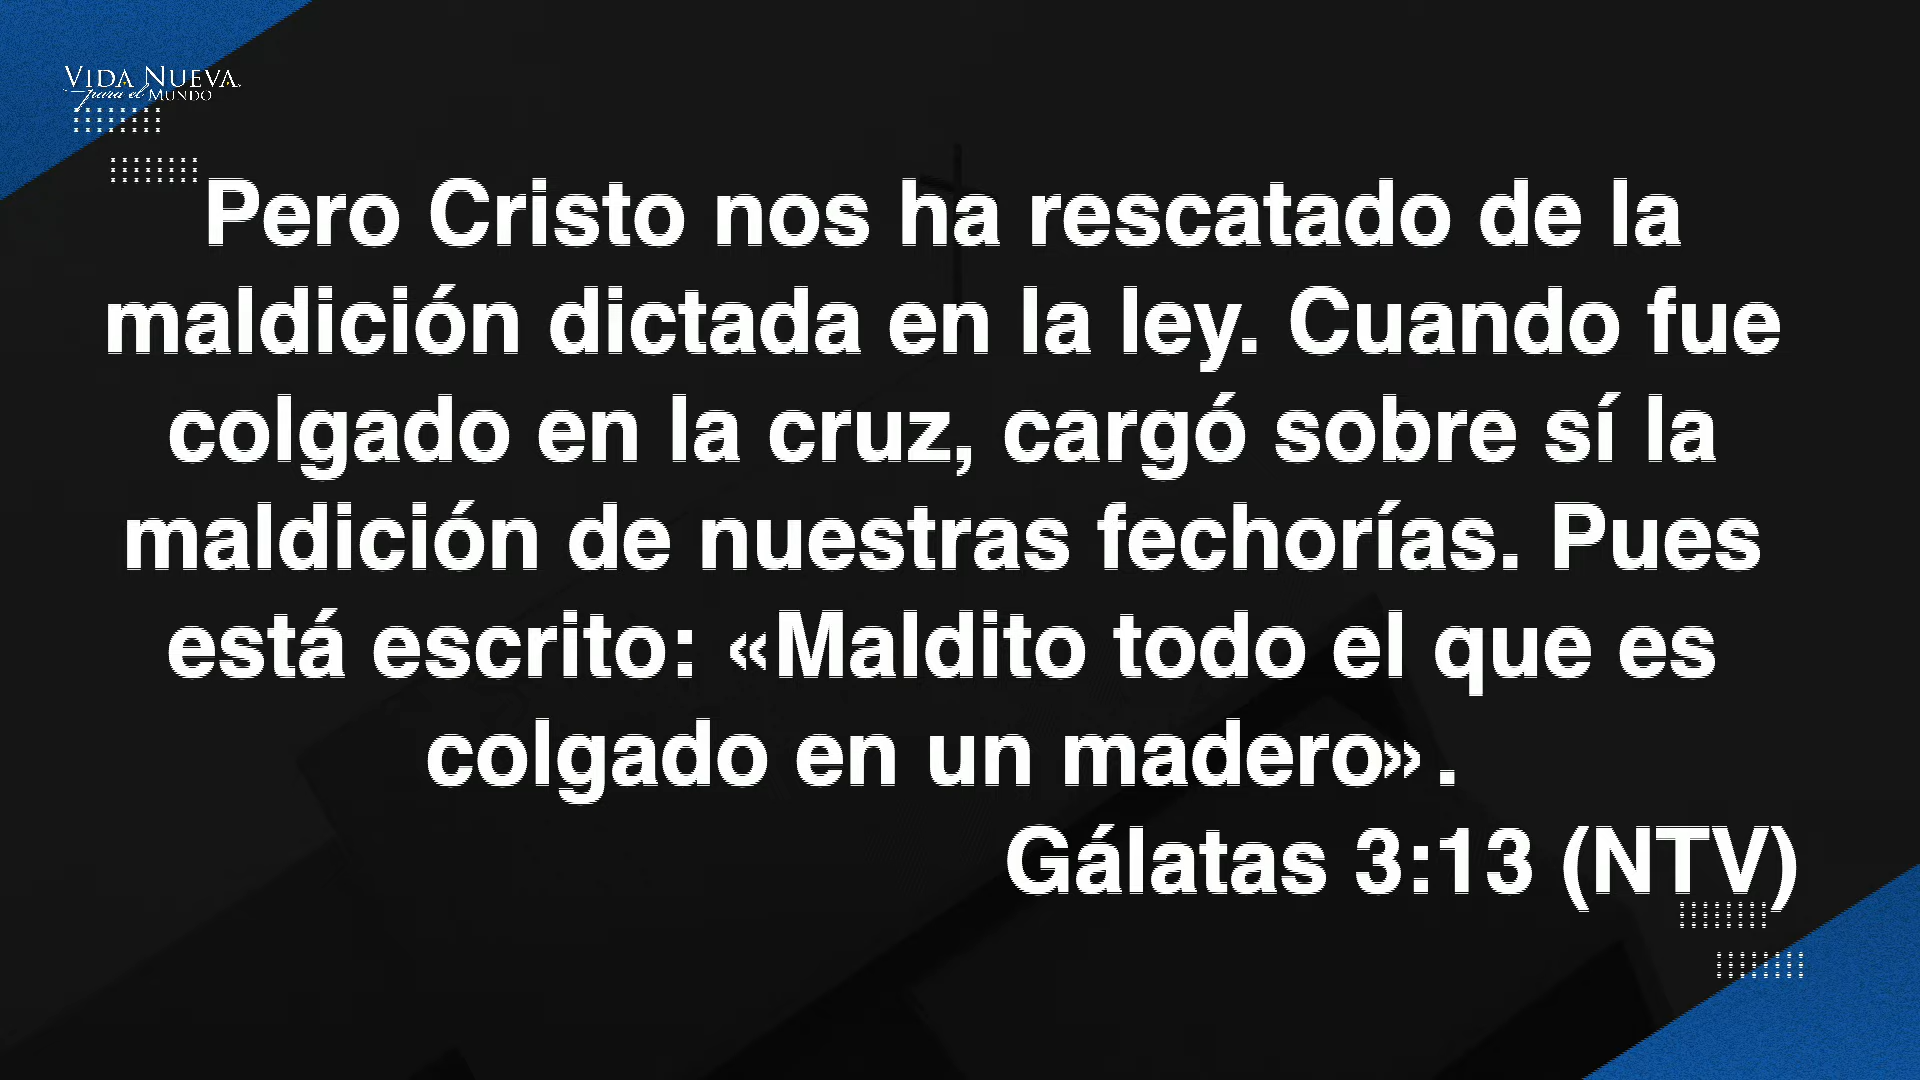 VIDA NUEVA
para el MUNDO
Pero Cristo nos ha rescatado de la
maldición dictada en la ley. Cuando fue
colgado en la cruz, cargó sobre sí la
maldición de nuestras fechorías. Pues
está escrito: «Maldito todo el que es
colgado en un madero».
Gálatas 3:13 (NTV)